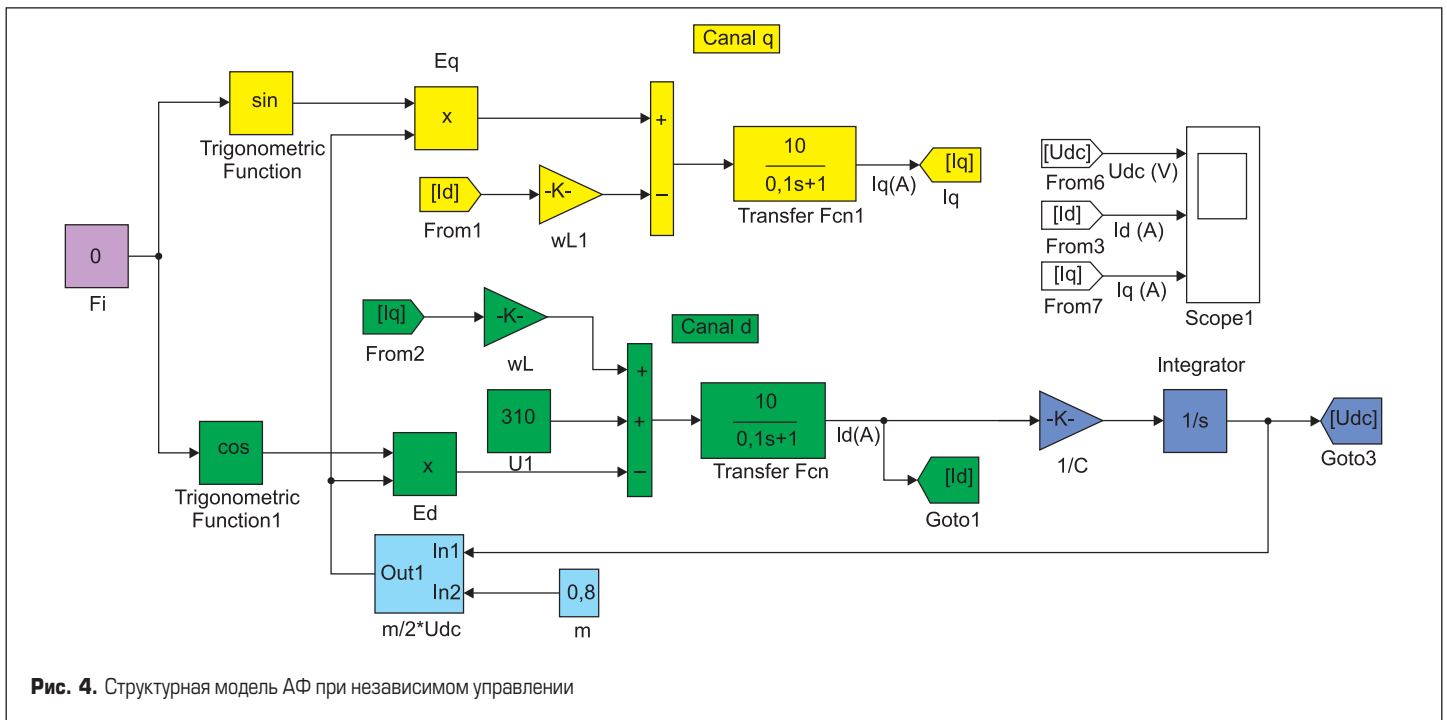 Canal q
Eq
sin
x
Trigonometric
Function
+
−
10
0,1s+1
Transfer Fcn1
Iq(A)
[Iq]
Iq
[Id]
From1
-K-
wL1
[Udc]
From6
Udc (V)
[Id]
From3
Id (A)
[Iq]
From7
Iq (A)
Scope1
0
Fi
[Iq]
From2
-K-
wL
Canal d
310
U1
+
+
−
10
0,1s+1
Transfer Fcn
Id(A)
[Id]
Goto1
-K-
1/C
Integrator
1/s
[Udc]
Goto3
cos
Trigonometric
Function1
x
Ed
In1
Out1
In2
m/2*Udc
0,8
m
Рис. 4. Структурная модель АФ при независимом управлении